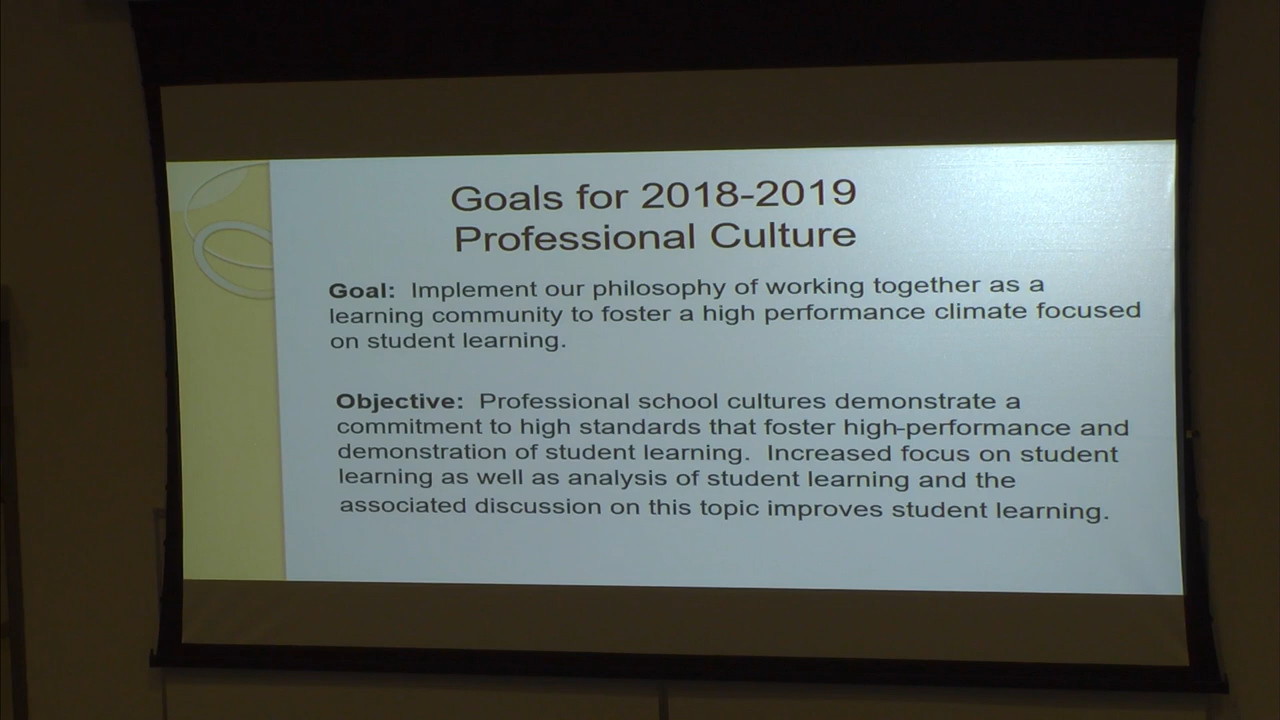 Goals for 2018-2019
Professional Culture
Goal: Implement our philosophy of working together as a
learning community to foster a high performance climate focused
on student learning.
Objective: Professional school cultures demonstrate a
commitment to high standards that foster high-performance and
demonstration of student learning. Increased focus on student
learning as well as analysis of student learning and the
associated discussion on this topic improves student learning.